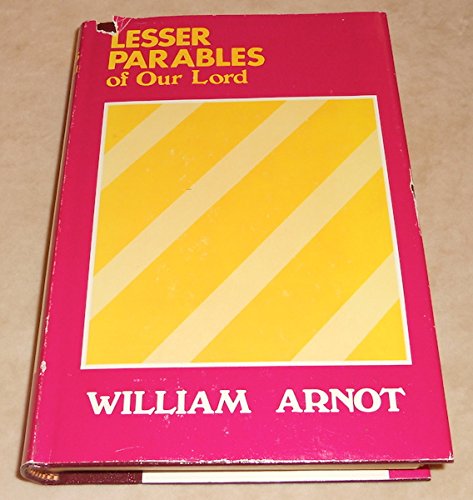 LESSER
PARABLES
of Our Lord
WILLIAM ARNOT